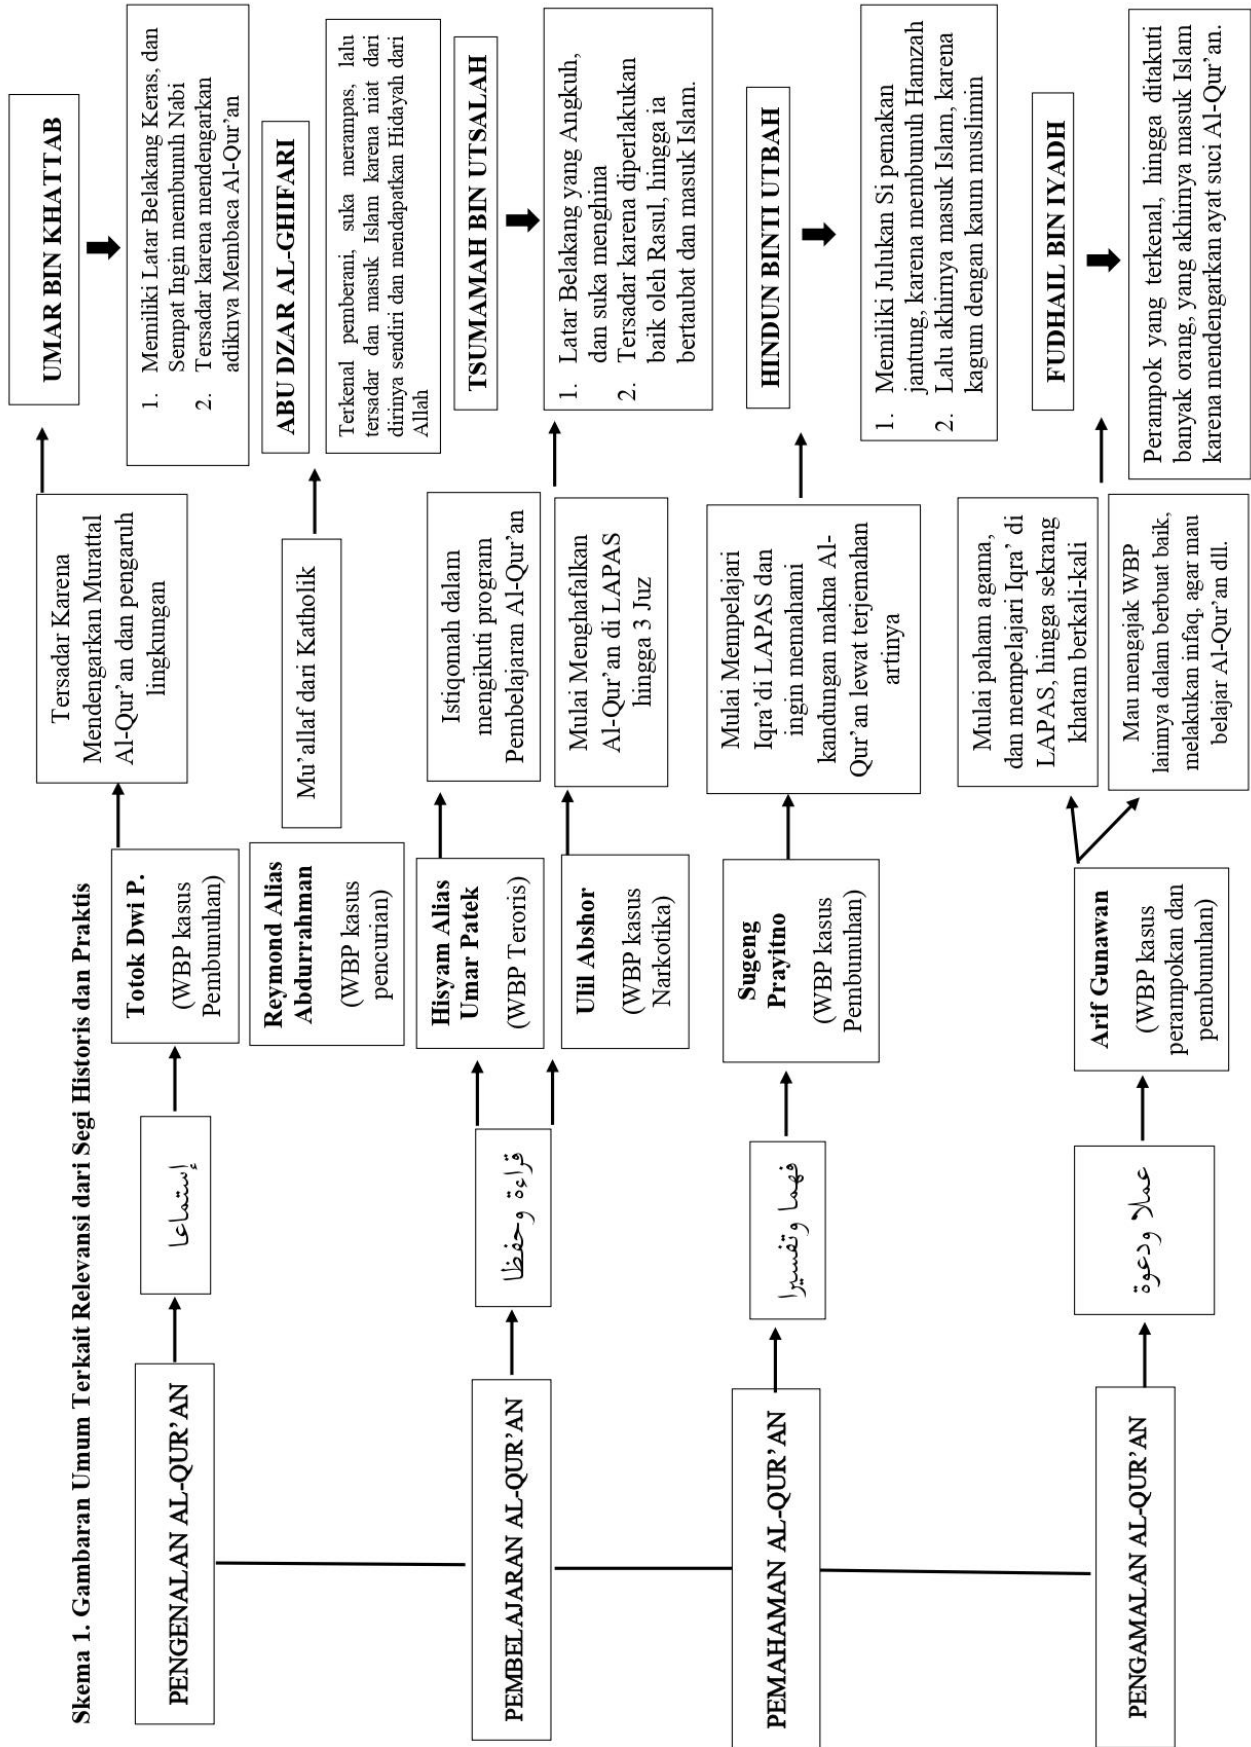 Skema 1. Gambaran Umum Terkait Relevansi dari Segi Historis dan Praktis
PENGENALAN AL-QUR’AN
إستماعا
Totok Dwi P.
(WBP kasus
Pembunuhan)
Tersadar Karena
Mendengarkan Murattal
Al-Qur’an dan pengaruh
lingkungan
UMAR BIN KHATTAB
1. Memiliki Latar Belakang Keras, dan
Sempat Ingin membunuh Nabi
2. Tersadar karena mendengarkan
adiknya Membaca Al-Qur’an
Reymond Alias
Abdurrahman
(WBP kasus
pencurian)
Mu’allaf dari Katholik
ABU DZAR AL-GHIFARI
Terkenal pemberani, suka merampas, lalu
tersadar dan masuk Islam karena niat dari
dirinya sendiri dan mendapatkan Hidayah dari
Allah
PEMBELAJARAN AL-QUR’AN
قراءة وحفظا
Hisyam Alias
Umar Patek
(WBP Teroris)
Istiqomah dalam
mengikuti program
Pembelajaran Al-Qur’an
Ulil Abshor
(WBP kasus
Narkotika)
Mulai Menghafalkan
Al-Qur’an di LAPAS
hingga 3 Juz
TSUMAMAH BIN UTSALAH
1. Latar Belakang yang Angkuh,
dan suka menghina
2. Tersadar karena diperlakukan
baik oleh Rasul, hingga ia
bertaubat dan masuk Islam.
PEMAHAMAN AL-QUR’AN
فهما وتفسيرا
Sugeng
Prayitno
(WBP kasus
Pembunuhan)
Mulai Mempelajari
Iqra’di LAPAS dan
ingin memahami
kandungan makna Al-
Qur’an lewat terjemahan
artinya
HINDUN BINTI UTBAH
1. Memiliki Julukan Si pemakan
jantung, karena membunuh Hamzah
2. Lalu akhirnya masuk Islam, karena
kagum dengan kaum muslimin
PENGAMALAN AL-QUR’AN
عملا ودعوة
Arif Gunawan
(WBP kasus
perampokan dan
pembunuhan)
Mulai paham agama,
dan mempelajari Iqra’ di
LAPAS, hingga sekrang
khatam berkali-kali
Mau mengajak WBP
lainnya dalam berbuat baik,
melakukan infaq, agar mau
belajar Al-Qur’an dll.
FUDHAIL BIN IYADH
Perampok yang terkenal, hingga ditakuti
banyak orang, yang akhirnya masuk Islam
karena mendengarkan ayat suci Al-Qur’an.